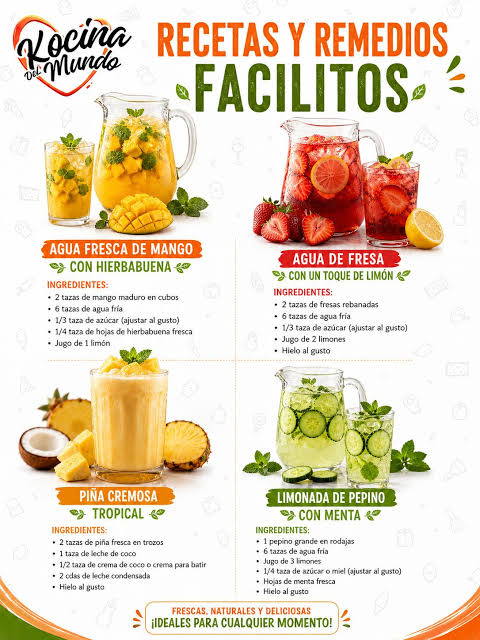 Kocina
Del Mundo
RECETAS Y REMEDIOS
FACILITOS
AGUA FRESCA DE MANGO
CON HIERBABUENA
INGREDIENTES:
• 2 tazas de mango maduro en cubos
• 6 tazas de agua fría
• 1/3 taza de azúcar (ajustar al gusto)
• 1/4 taza de hojas de hierbabuena fresca
• Jugo de 1 limón
AGUA DE FRESA
CON UN TOQUE DE LIMÓN
INGREDIENTES:
• 2 tazas de fresas rebanadas
• 6 tazas de agua fría
• 1/3 taza de azúcar (ajustar al gusto)
• Jugo de 2 limones
• Hielo al gusto
PIÑA CREMOSA
TROPICAL
INGREDIENTES:
• 2 tazas de piña fresca en trozos
• 1 taza de leche de coco
• 1/2 taza de crema de coco o crema para batir
• 2 cdas de leche condensada
• Hielo al gusto
LIMONADA DE PEPINO
CON MENTA
INGREDIENTES:
• 1 pepino grande en rodajas
• 6 tazas de agua fría
• Jugo de 3 limones
• 1/4 taza de azúcar o miel (ajustar al gusto)
• Hojas de menta fresca
• Hielo al gusto
FRESCAS, NATURALES Y DELICIOSAS
¡IDEALES PARA CUALQUIER MOMENTO!